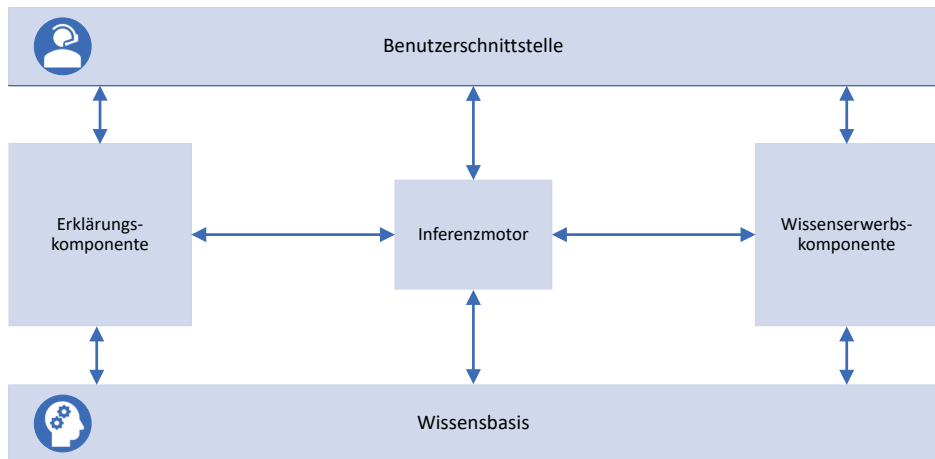 Benutzerschnittstelle
Erklärungs-
komponente
Inferenzmotor
Wissenserwerbs-
komponente
Wissensbasis